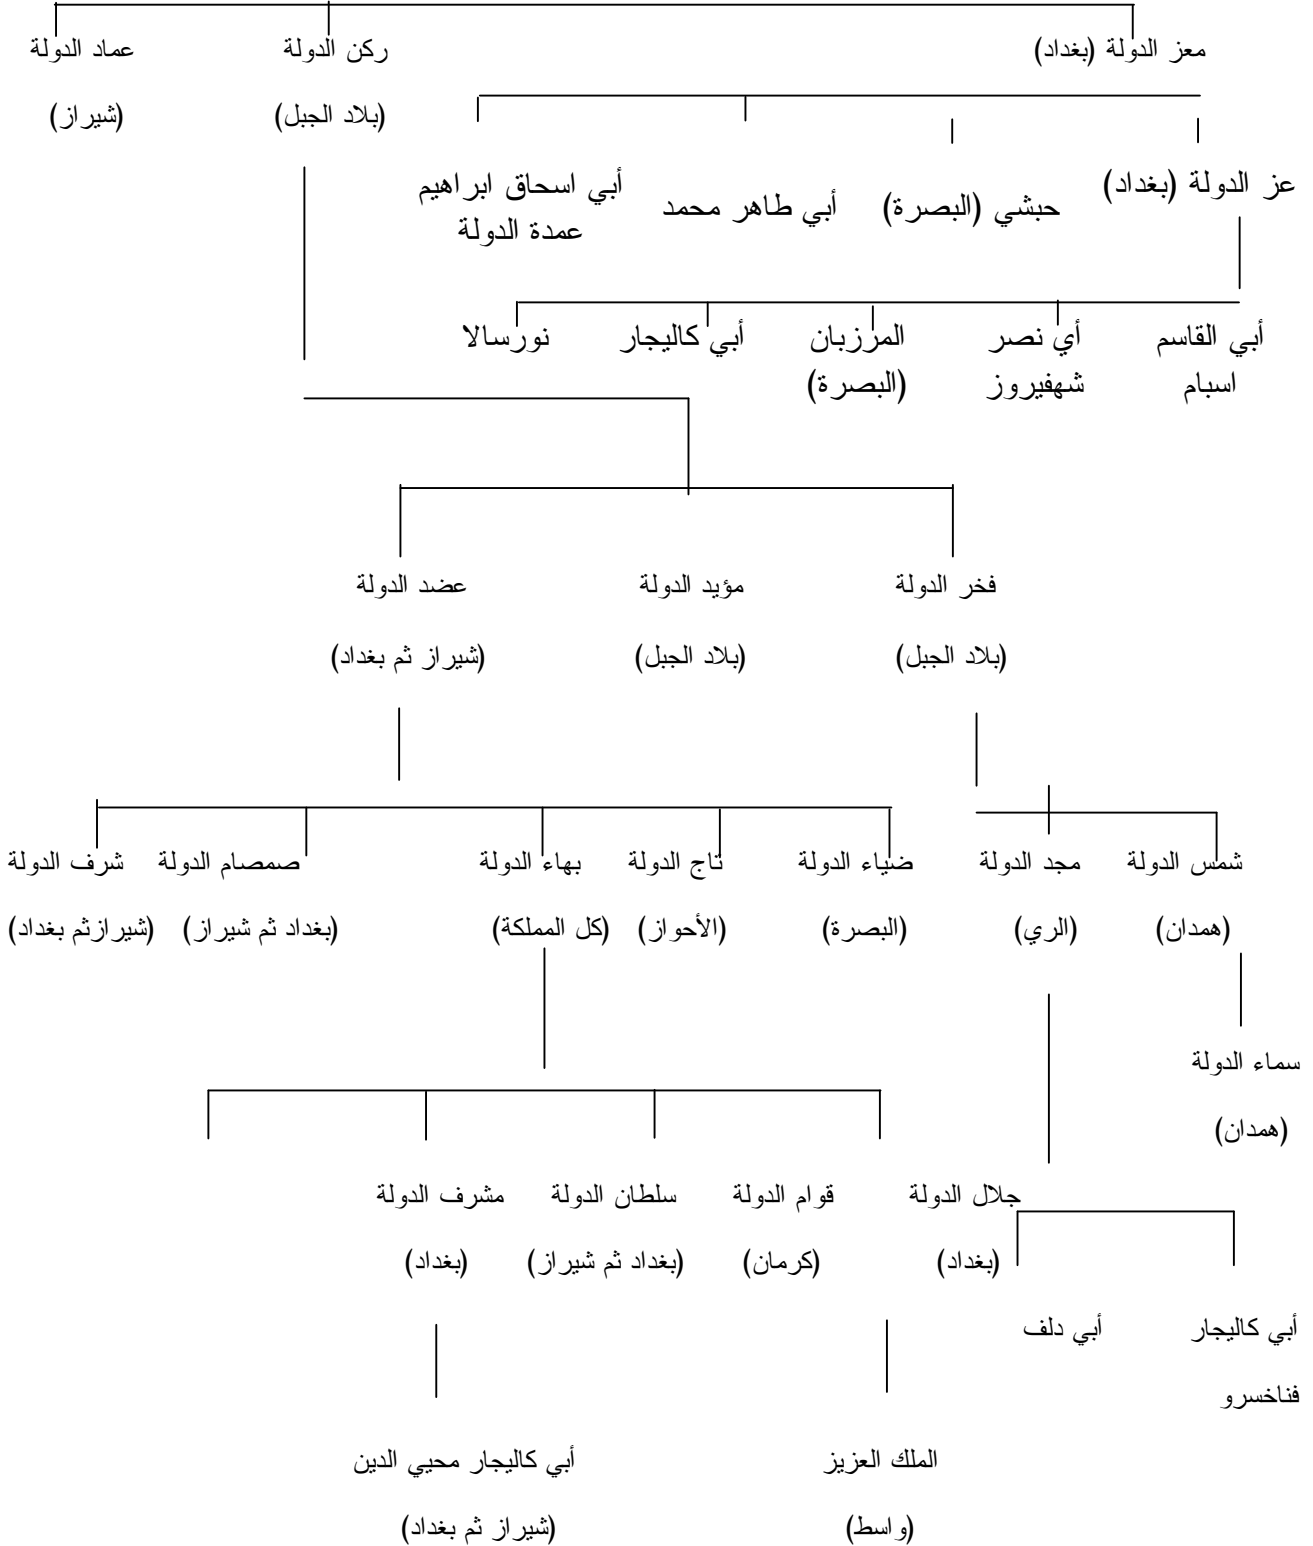 معز الدولة (بغداد)
ركن الدولة
عماد الدولة
(بلاد الجبل)
(شيراز)
عز الدولة (بغداد)
حبشي (البصرة)
أبي طاهر محمد
أبي اسحاق ابراهيم
عمدة الدولة
أبي القاسم
اسبام
أي نصر
شهفيروز
المرزبان
(البصرة)
أبي كاليجار
نورسالا
فخر الدولة
مؤيد الدولة
عضد الدولة
(بلاد الجبل)
(بلاد الجبل)
(شيراز ثم بغداد)
شمس الدولة
مجد الدولة
ضياء الدولة
تاج الدولة
بهاء الدولة
صمصام الدولة
شرف الدولة
(همدان)
(الري)
(البصرة)
(الأحواز)
(كل المملكة)
(بغداد ثم شيراز)
(شيرازثم بغداد)
سماء الدولة
(همدان)
جلال الدولة
قوام الدولة
سلطان الدولة
مشرف الدولة
(بغداد)
(كرمان)
(بغداد ثم شيراز)
(بغداد)
أبي كاليجار
فناخسرو
أبي دلف
الملك العزيز
(واسط)
أبي كاليجار محيي الدين
(شيراز ثم بغداد)